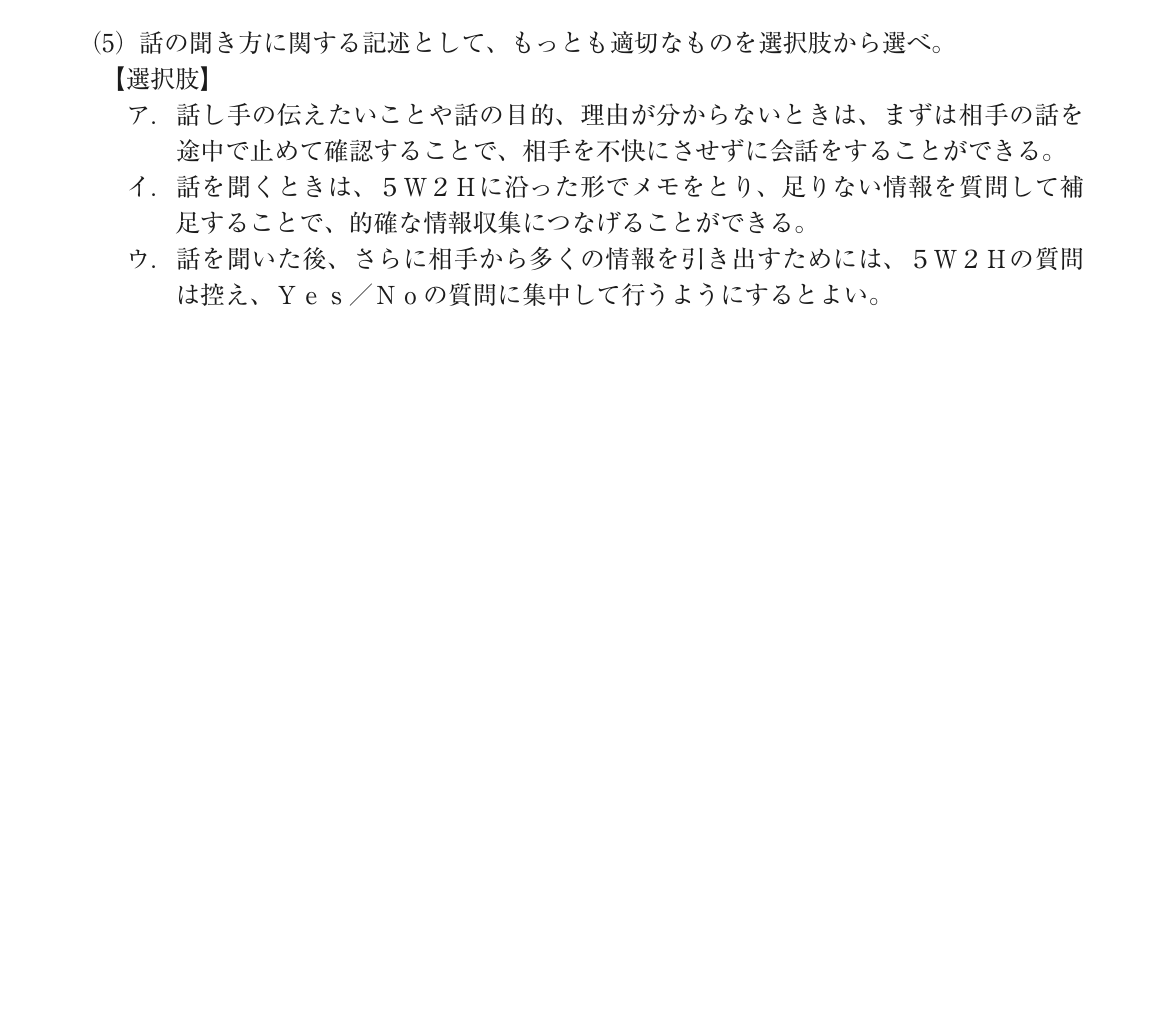 (5) 話の聞き方に関する記述として、もっとも適切なものを選択肢から選べ。
【選択肢】
ア．話し手の伝えたいことや話の目的、理由が分からないときは、まずは相手の話を
途中で止めて確認することで、相手を不快にさせずに会話をすることができる。
イ．話を聞くときは、５Ｗ２Ｈに沿った形でメモをとり、足りない情報を質問して補
足することで、的確な情報収集につなげることができる。
ウ．話を聞いた後、さらに相手から多くの情報を引き出すためには、５Ｗ２Ｈの質問
は控え、Ｙｅｓ／Ｎｏの質問に集中して行うようにするとよい。